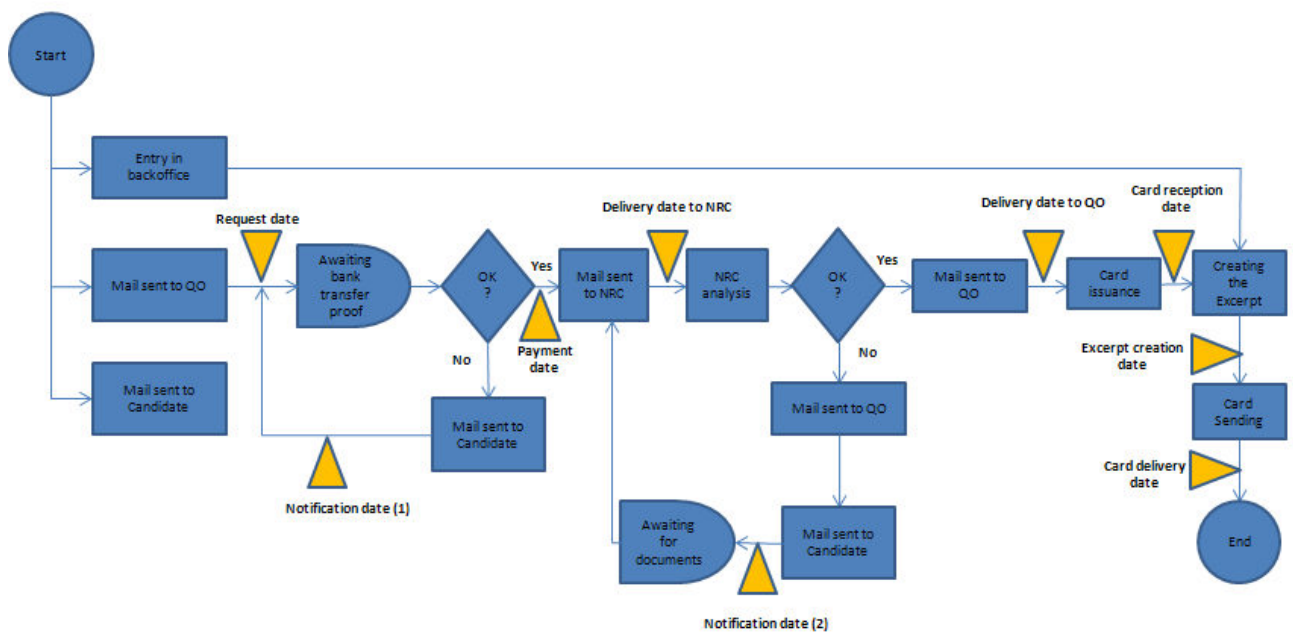 Start
Entry in
backoffice
Request date
Mail sent to QO
Awaiting
bank
transfer
proof
OK
?
Yes
No
Payment
date
Mail sent to
Candidate
Mail sent to
Candidate
Notification date (1)
Delivery date to NRC
Mail sent
to NRC
NRC
analysis
OK
?
Yes
No
Mail sent to QO
Mail sent to
Candidate
Awaiting
for
documents
Notification date (2)
Delivery date to QO
Mail sent to
QO
Card
issuance
Card reception
date
Creating
the
Excerpt
Excerpt creation
date
Card
Sending
Card delivery
date
End